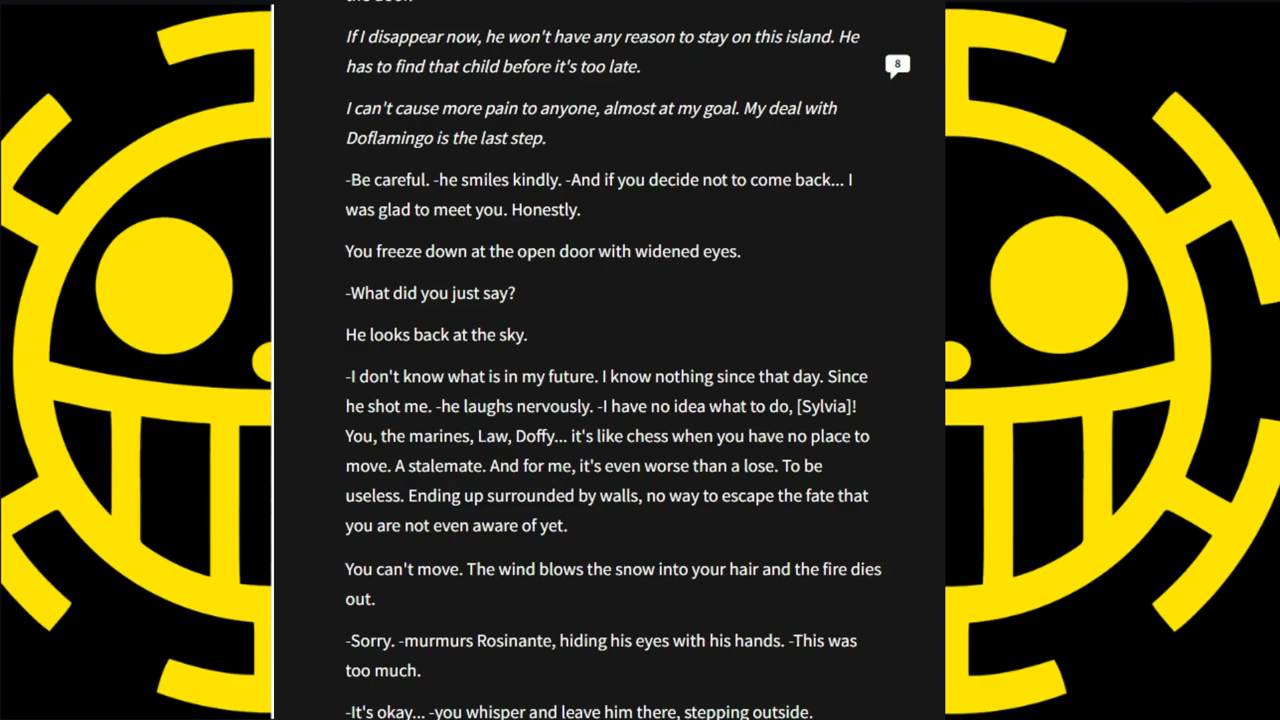 If I disappear now, he won't have any reason to stay on this island. He
has to find that child before it's too late.
8
I can't cause more pain to anyone, almost at my goal. My deal with
Doflamingo is the last step.
-Be careful. -he smiles kindly. -And if you decide not to come back... I
was glad to meet you. Honestly.
You freeze down at the open door with widened eyes.
-What did you just say?
He looks back at the sky.
-I don't know what is in my future. I know nothing since that day. Since
he shot me. -he laughs nervously. -I have no idea what to do, [Sylvia]!
You, the marines, Law, Doffy... it's like chess when you have no place to
move. A stalemate. And for me, it's even worse than a lose. To be
useless. Ending up surrounded by walls, no way to escape the fate that
you are not even aware of yet.
You can't move. The wind blows the snow into your hair and the fire dies
out.
-Sorry. -murmurs Rosinante, hiding his eyes with his hands. -This was
too much.
-It's okay... -you whisper and leave him there, stepping outside.